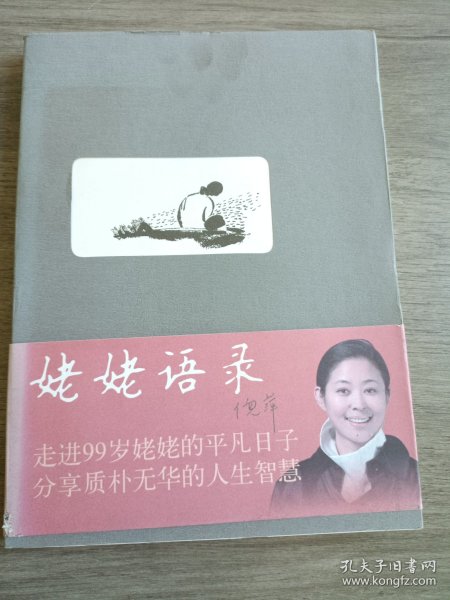 姥姥语录
倪萍
走进99岁姥姥的平凡日子
分享质朴无华的人生智慧
孔夫子旧书网
www.kongfz.com